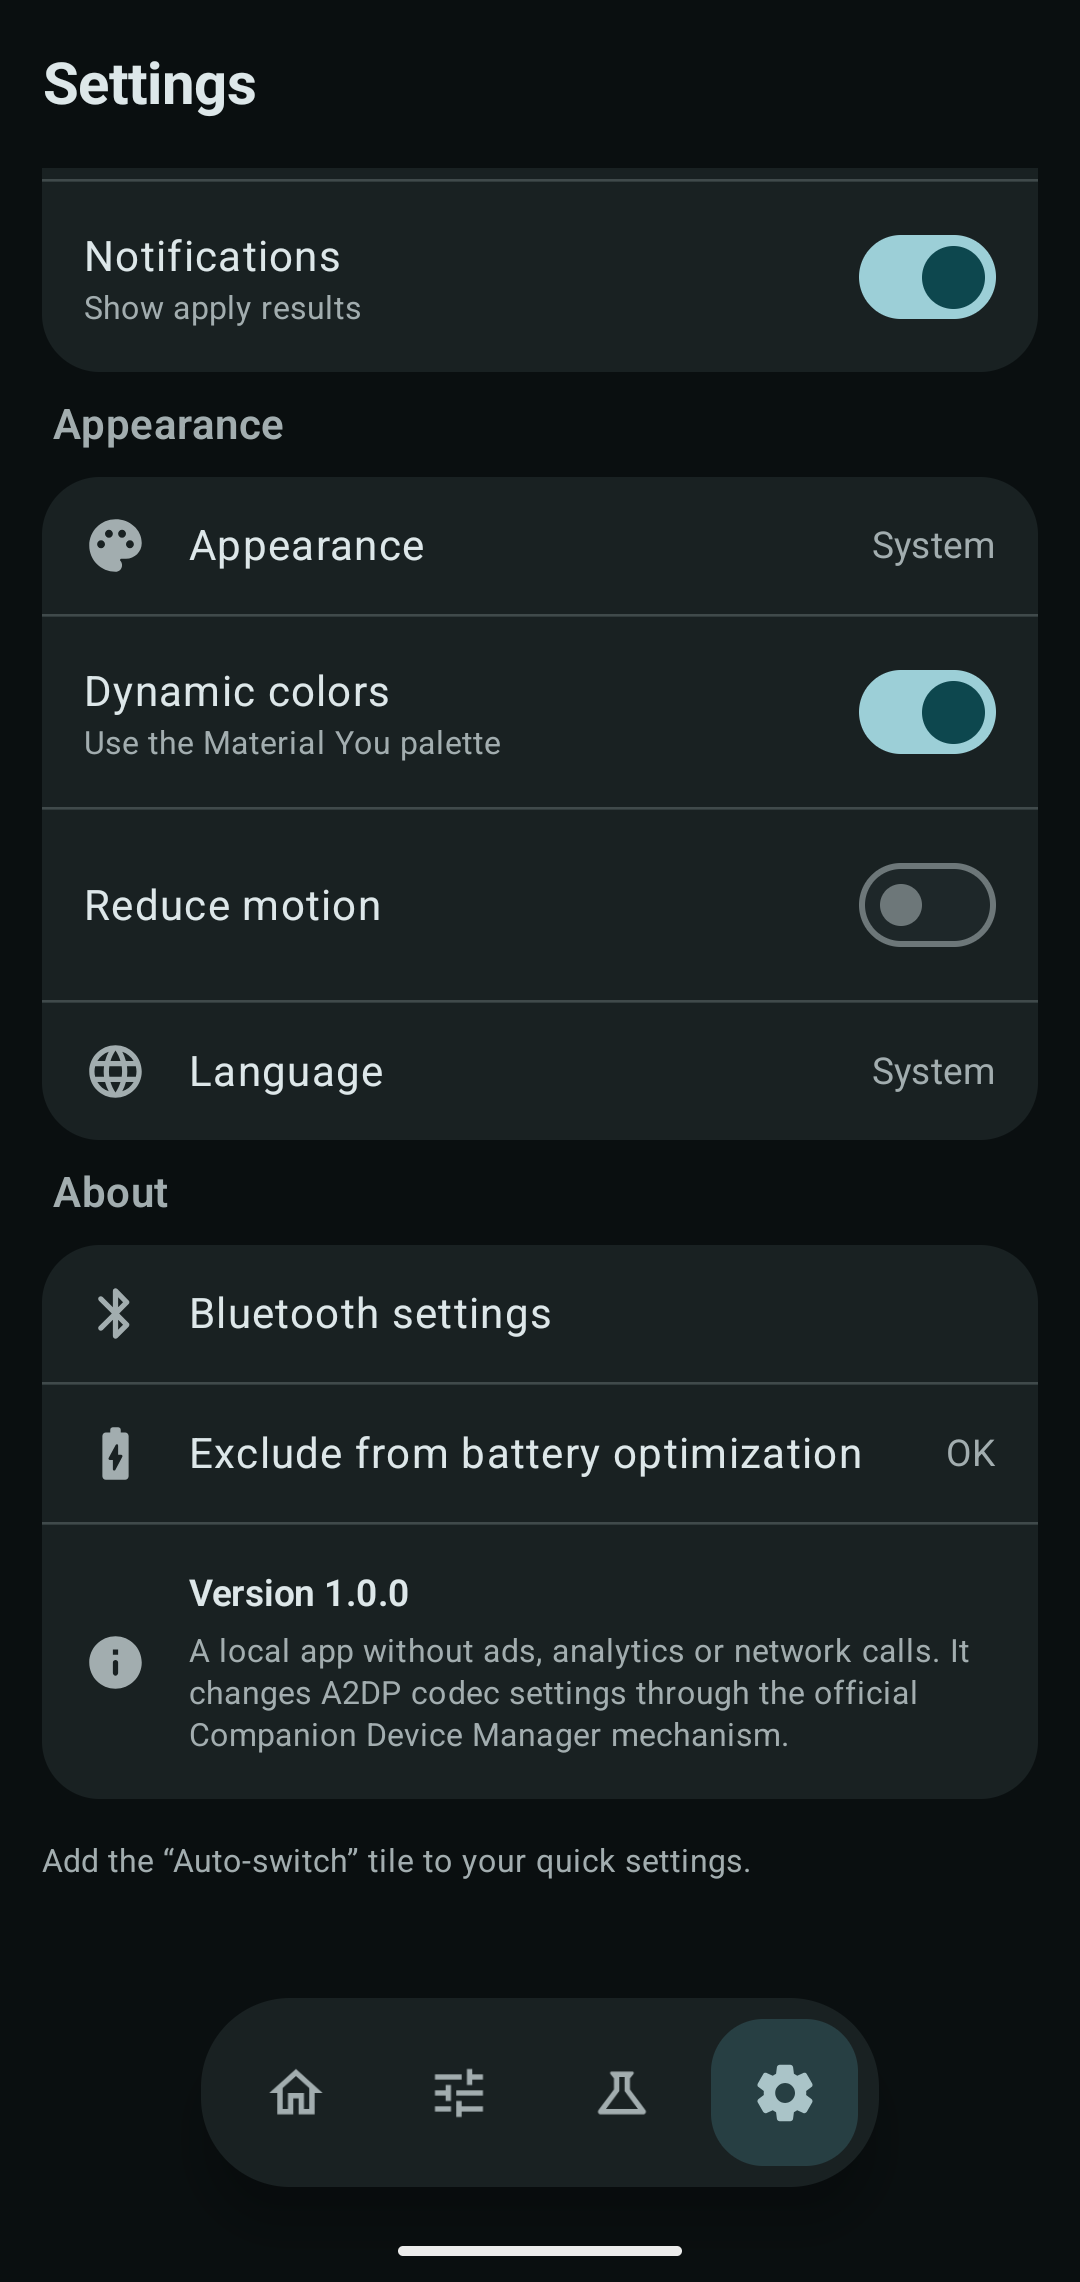 Settings
Notifications
Show apply results
Appearance
Appearance
System
Dynamic colors
Use the Material You palette
Reduce motion
Language
System
About
Bluetooth settings
Exclude from battery optimization
OK
Version 1.0.0
A local app without ads, analytics or network calls. It
changes A2DP codec settings through the official
Companion Device Manager mechanism.
Add the “Auto-switch” tile to your quick settings.